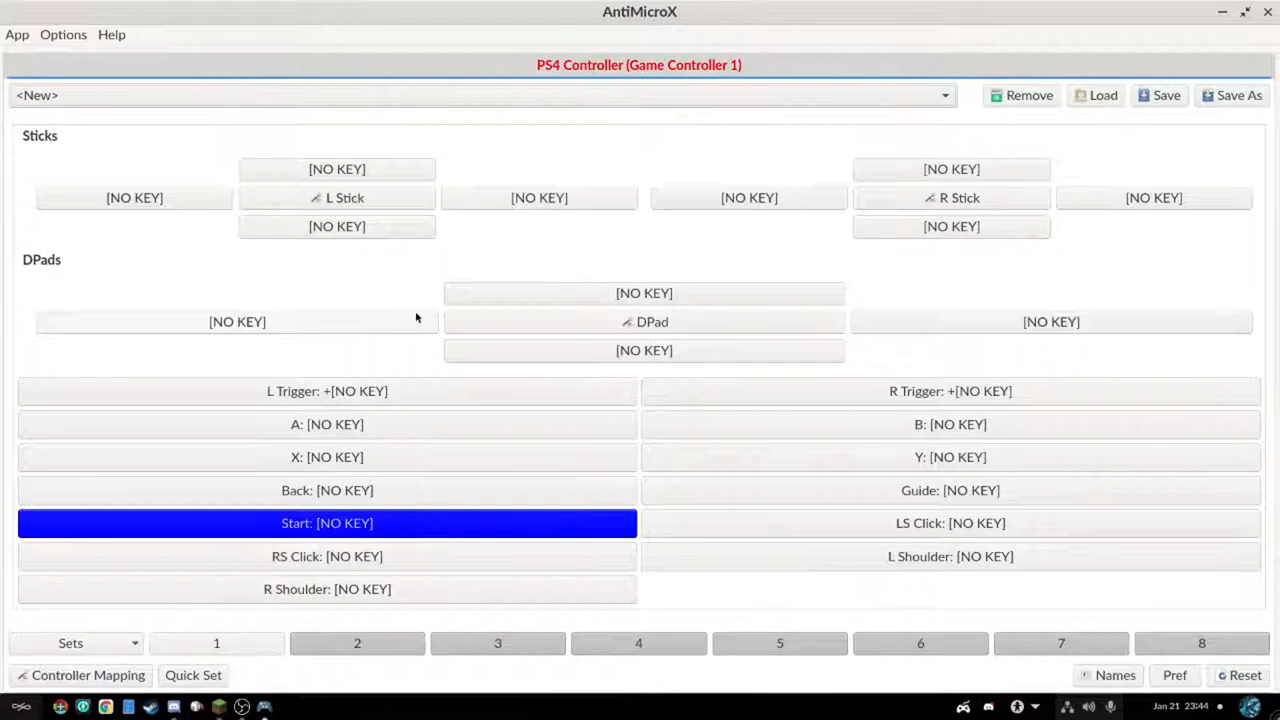 AntiMicroX
App Options Help
PS4 Controller (Game Controller 1)
<New> Remove Load Save Save As
Sticks
[NO KEY] [NO KEY]
[NO KEY] L Stick [NO KEY] [NO KEY] R Stick [NO KEY]
[NO KEY] [NO KEY]
DPads
[NO KEY]
[NO KEY] DPad [NO KEY]
[NO KEY]
L Trigger: +[NO KEY] R Trigger: +[NO KEY]
A: [NO KEY] B: [NO KEY]
X: [NO KEY] Y: [NO KEY]
Back: [NO KEY] Guide: [NO KEY]
Start: [NO KEY] LS Click: [NO KEY]
RS Click: [NO KEY] L Shoulder: [NO KEY]
R Shoulder: [NO KEY]
Sets 1 2 3 4 5 6 7 8
Controller Mapping Quick Set Names Pref Reset
Jan 21 23:44